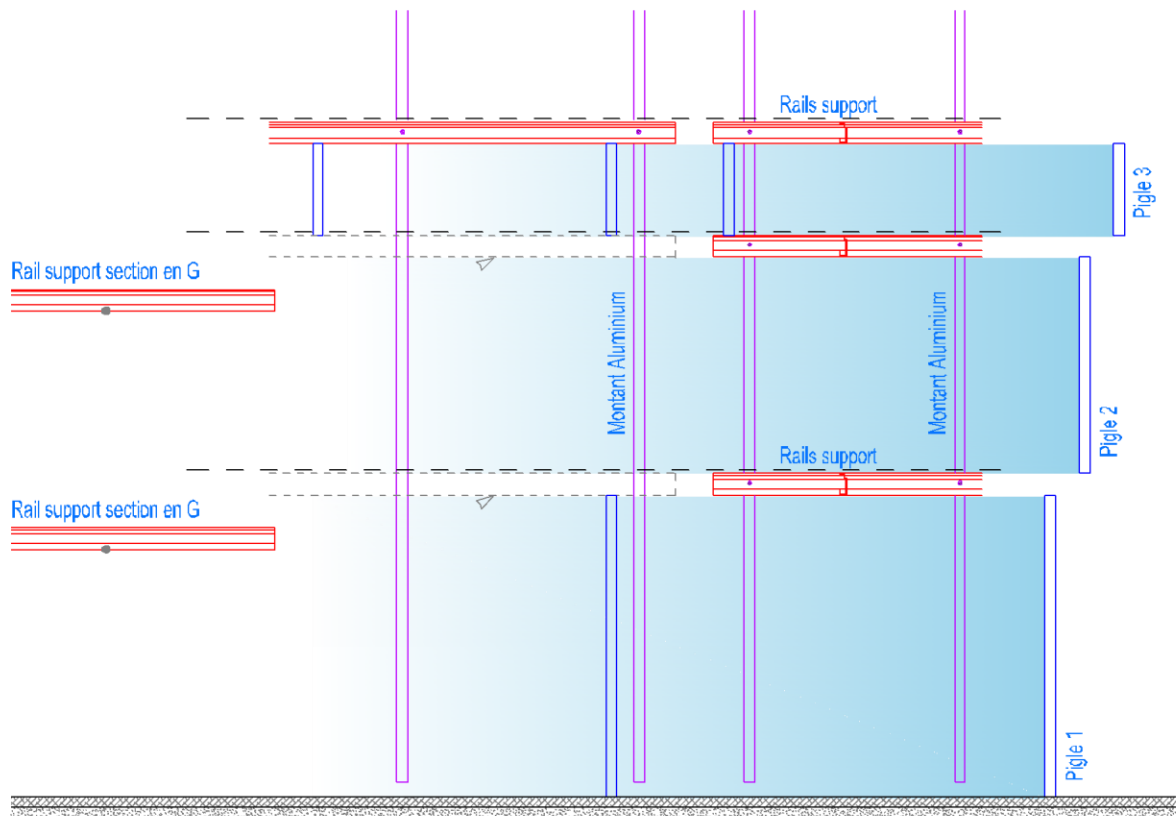 Rails support
Pigle 3
Rail support section en G
Montant Aluminium
Montant Aluminium
Pigle 2
Rails support
Rail support section en G
Pigle 1